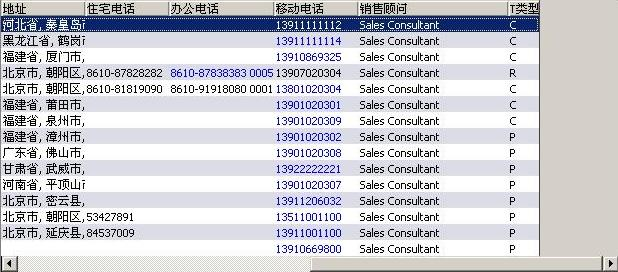 地址 住宅电话 办公电话 移动电话 销售顾问 T类型
河北省, 秦皇岛市 13911111112 Sales Consultant C
黑龙江省, 鹤岗市 13911111114 Sales Consultant C
福建省, 厦门市, 13910869325 Sales Consultant C
北京市, 朝阳区, 8610-87828282 8610-87838383 0005 13907020304 Sales Consultant R
北京市, 朝阳区, 8610-81819090 8610-91918080 0001 13801020304 Sales Consultant C
福建省, 莆田市, 13901020301 Sales Consultant C
福建省, 泉州市, 13901020309 Sales Consultant C
福建省, 漳州市, 13901020302 Sales Consultant P
广东省, 佛山市, 13901020308 Sales Consultant P
甘肃省, 武威市, 13922222221 Sales Consultant P
河南省, 平顶山市 13901020307 Sales Consultant P
北京市, 密云县, 13911206032 Sales Consultant P
北京市, 朝阳区, 53427891 13511001100 Sales Consultant P
北京市, 延庆县, 84537009 13911001100 Sales Consultant P
13910669800 Sales Consultant P